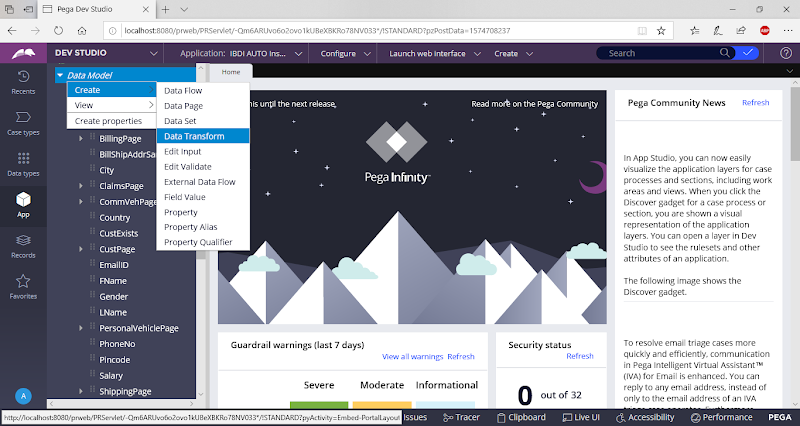 Pega Dev Studio
http://localhost:8080/prweb/PRServlet/-Qm6ARUvo6o2ovo1kUBeXBKRo78NV033*/!STANDARD?pzPostData=1574708237
DEV STUDIO
Application: IBDI AUTO Ins...
Configure
Launch web Interface
Create
Search
Recents
Case types
Data types
App
Records
Favorites
A
Data Model
Create
View
Create properties
BillingPage
BillShipAddrSa
City
ClaimsPage
CommVehPage
Country
CustExists
CustPage
EmailID
FName
Gender
LName
PersonalVehiclePage
PhoneNo
Pincode
Salary
ShippingPage
Data Flow
Data Page
Data Set
Data Transform
Edit Input
Edit Validate
External Data Flow
Field Value
Property
Property Alias
Property Qualifier
Home
his until the next release,
Read more on the Pega Community
Pega Infinity™
Guardrail warnings (last 7 days)
View all warnings Refresh
Severe
Moderate
Informational
Security status
Refresh
0 out of 32
Pega Community News
Refresh
In App Studio, you can now easily
visualize the application layers for case
processes and sections, including work
areas and views. When you click the
Discover gadget for a case process or
section, you are shown a visual
representation of the application
layers. You can open a layer in Dev
Studio to see the rulesets and other
attributes of an application.
The following image shows the
Discover gadget.
To resolve email triage cases more
quickly and efficiently, communication
in Pega Intelligent Virtual Assistant™
(IVA) for Email is enhanced. You can
reply to any email address, instead of
only to the email address of an IVA
http://localhost:8080/prweb/PRServlet/-Qm6ARUvo6o2ovo1kUBeXBKRo78NV033*/!STANDARD?pyActivity=Embed-PortalLayout
Issues
Tracer
Clipboard
Live UI
Accessibility
Performance
PEGA